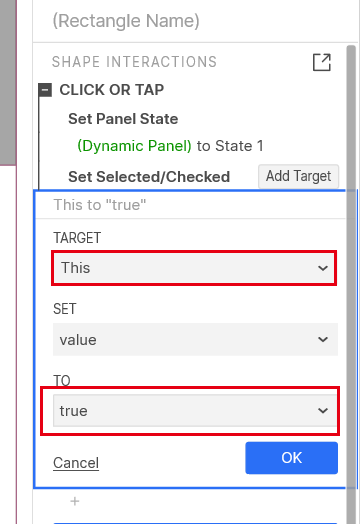 (Rectangle Name)
SHAPE INTERACTIONS
CLICK OR TAP
Set Panel State
(Dynamic Panel) to State 1
Set Selected/Checked Add Target
This to "true"
TARGET
This
SET
value
TO
true
Cancel OK
+